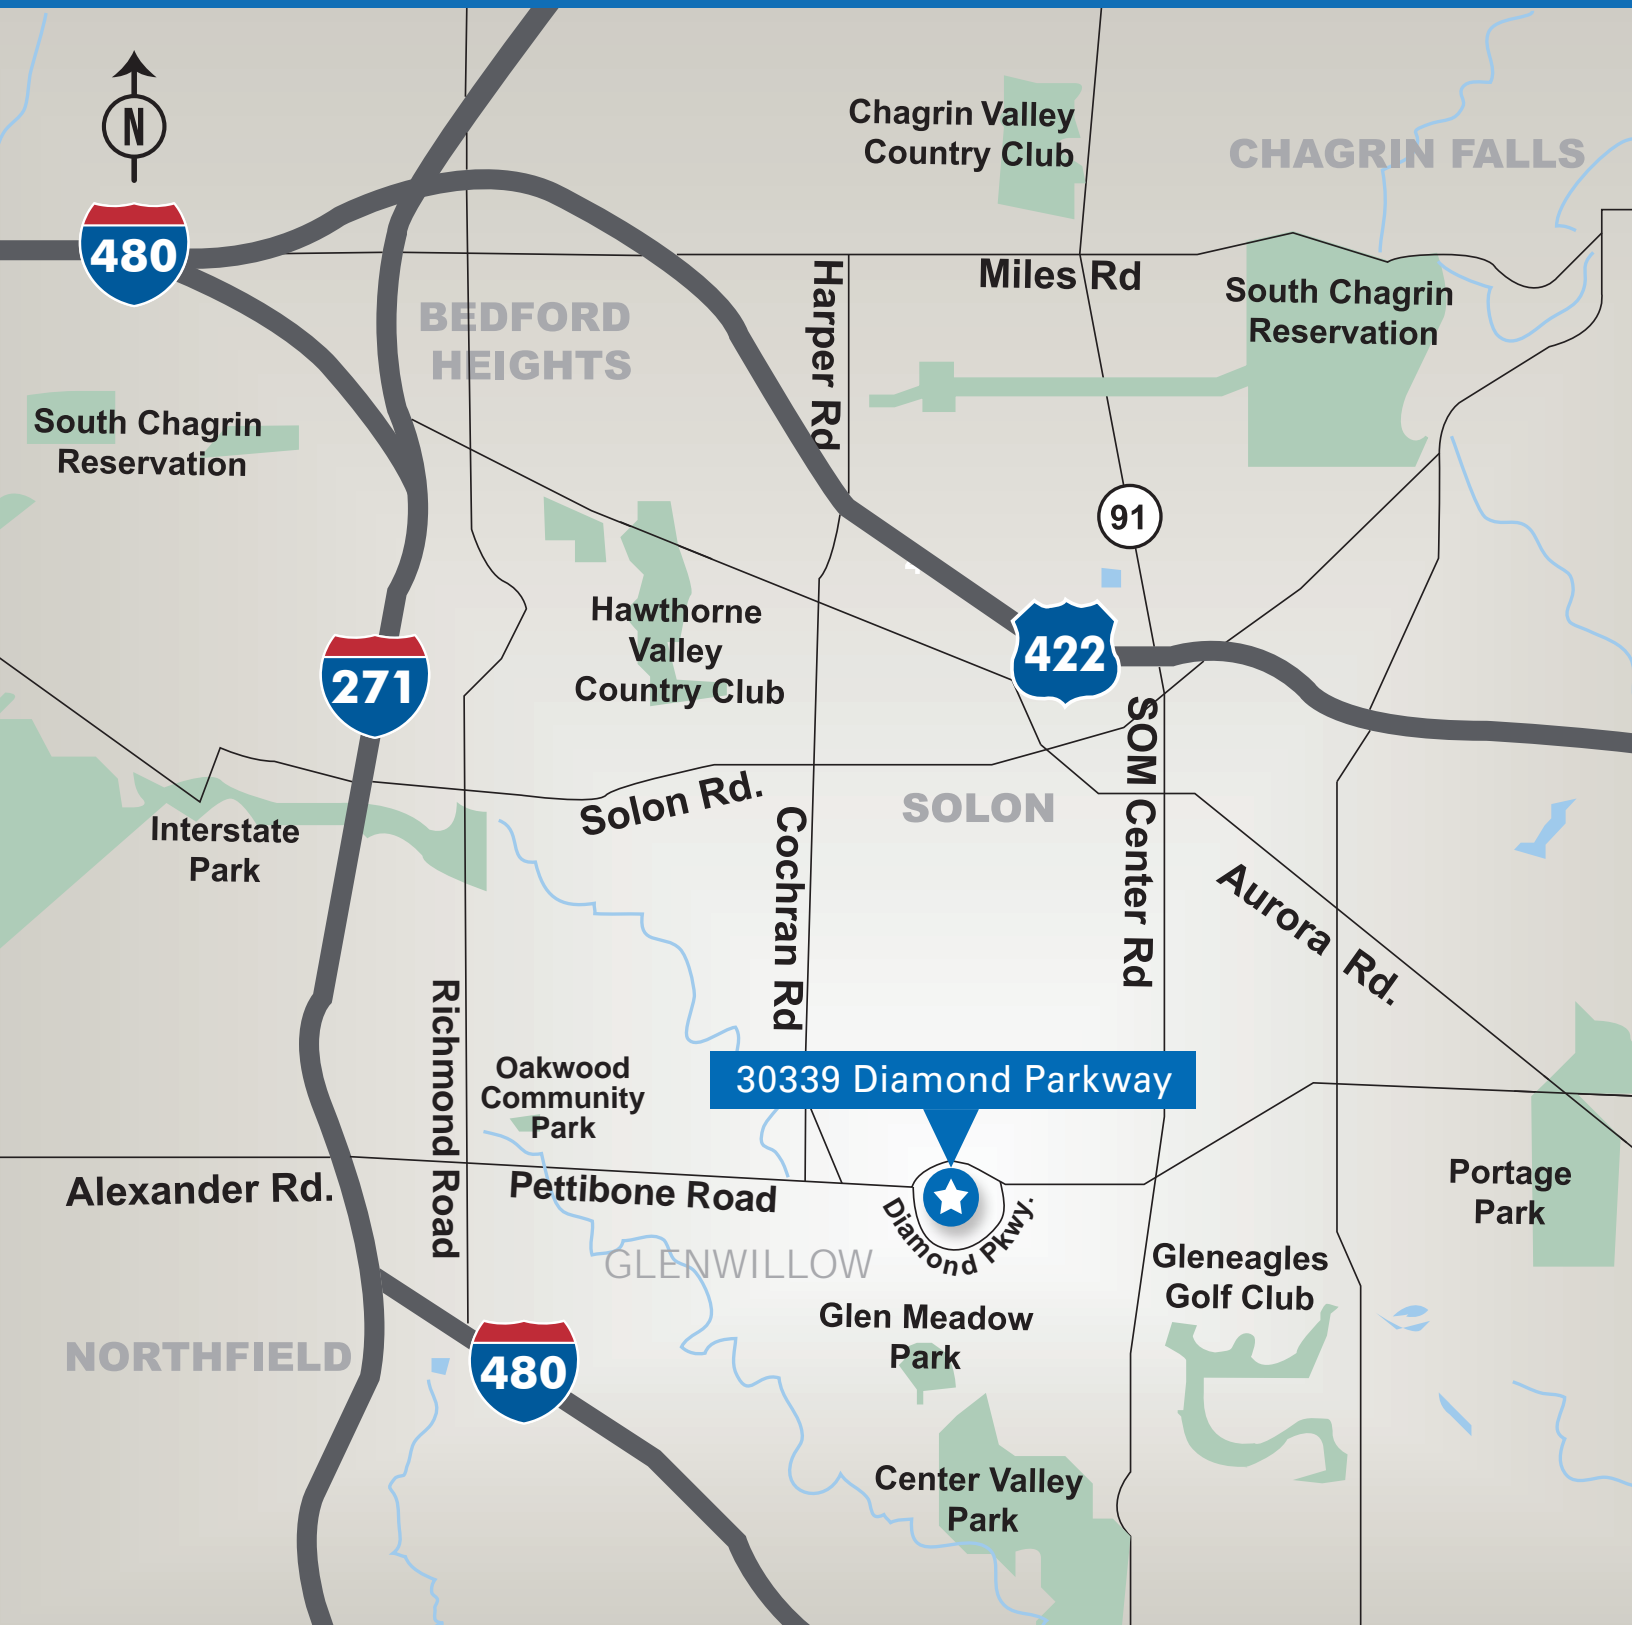 N
480
Chagrin Valley
Country Club
CHAGRIN FALLS
BEDFORD
HEIGHTS
Harper Rd
Miles Rd
South Chagrin
Reservation
South Chagrin
Reservation
91
Hawthorne
Valley
Country Club
422
271
SOM Center Rd
Solon Rd.
SOLON
Interstate
Park
Cochran Rd
Aurora Rd.
Richmond Road
Oakwood
Community
Park
30339 Diamond Parkway
Alexander Rd.
Pettibone Road
Diamond Pkwy.
Portage
Park
GLENWILLOW
Gleneagles
Golf Club
Glen Meadow
Park
NORTHFIELD
480
Center Valley
Park